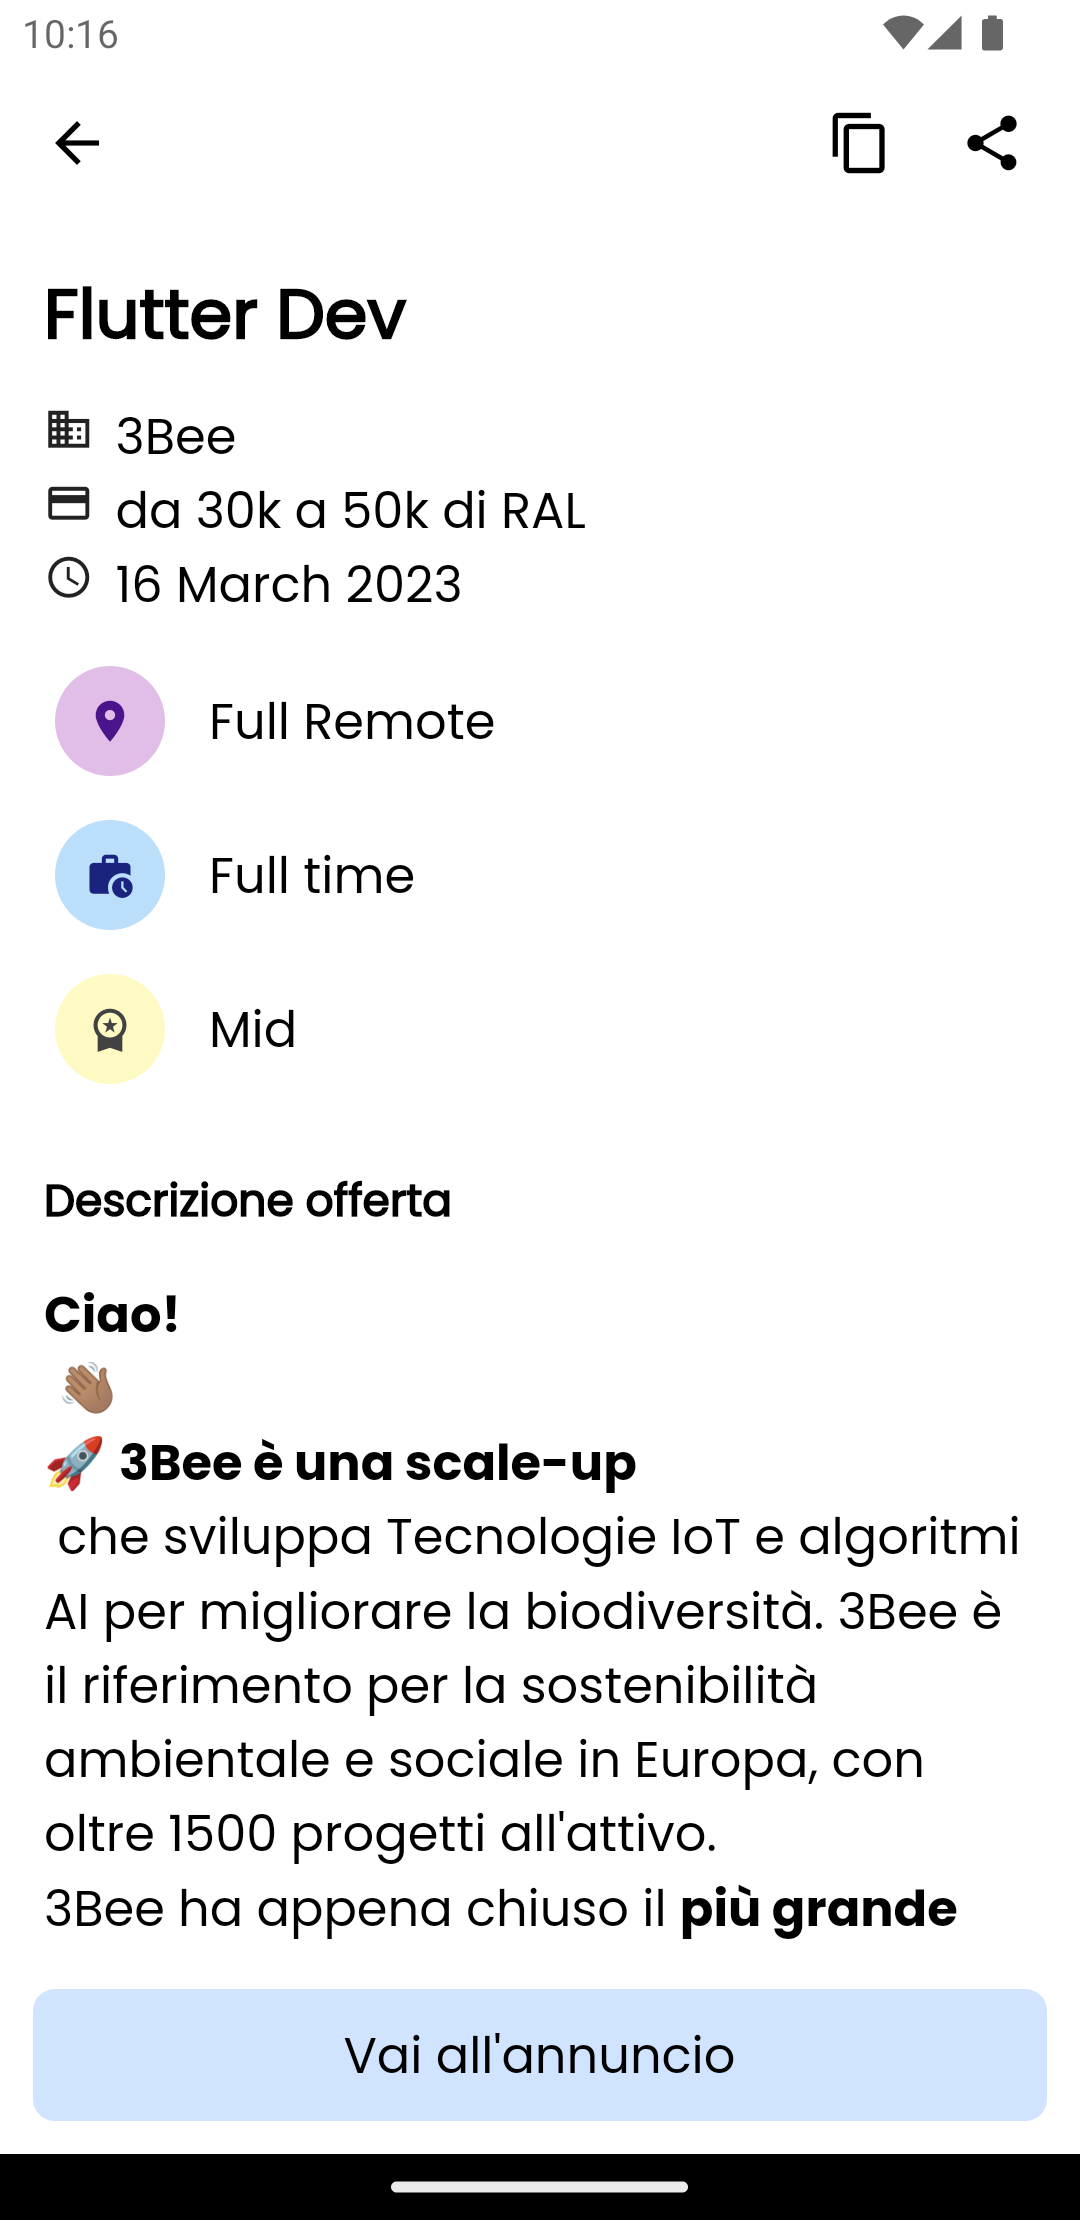 10:16
Flutter Dev
3Bee
da 30k a 50k di RAL
16 March 2023
Full Remote
Full time
Mid
Descrizione offerta
Ciao!
👋🏽
🚀 3Bee è una scale-up
che sviluppa Tecnologie IoT e algoritmi
AI per migliorare la biodiversità. 3Bee è
il riferimento per la sostenibilità
ambientale e sociale in Europa, con
oltre 1500 progetti all'attivo.
3Bee ha appena chiuso il più grande
Vai all'annuncio